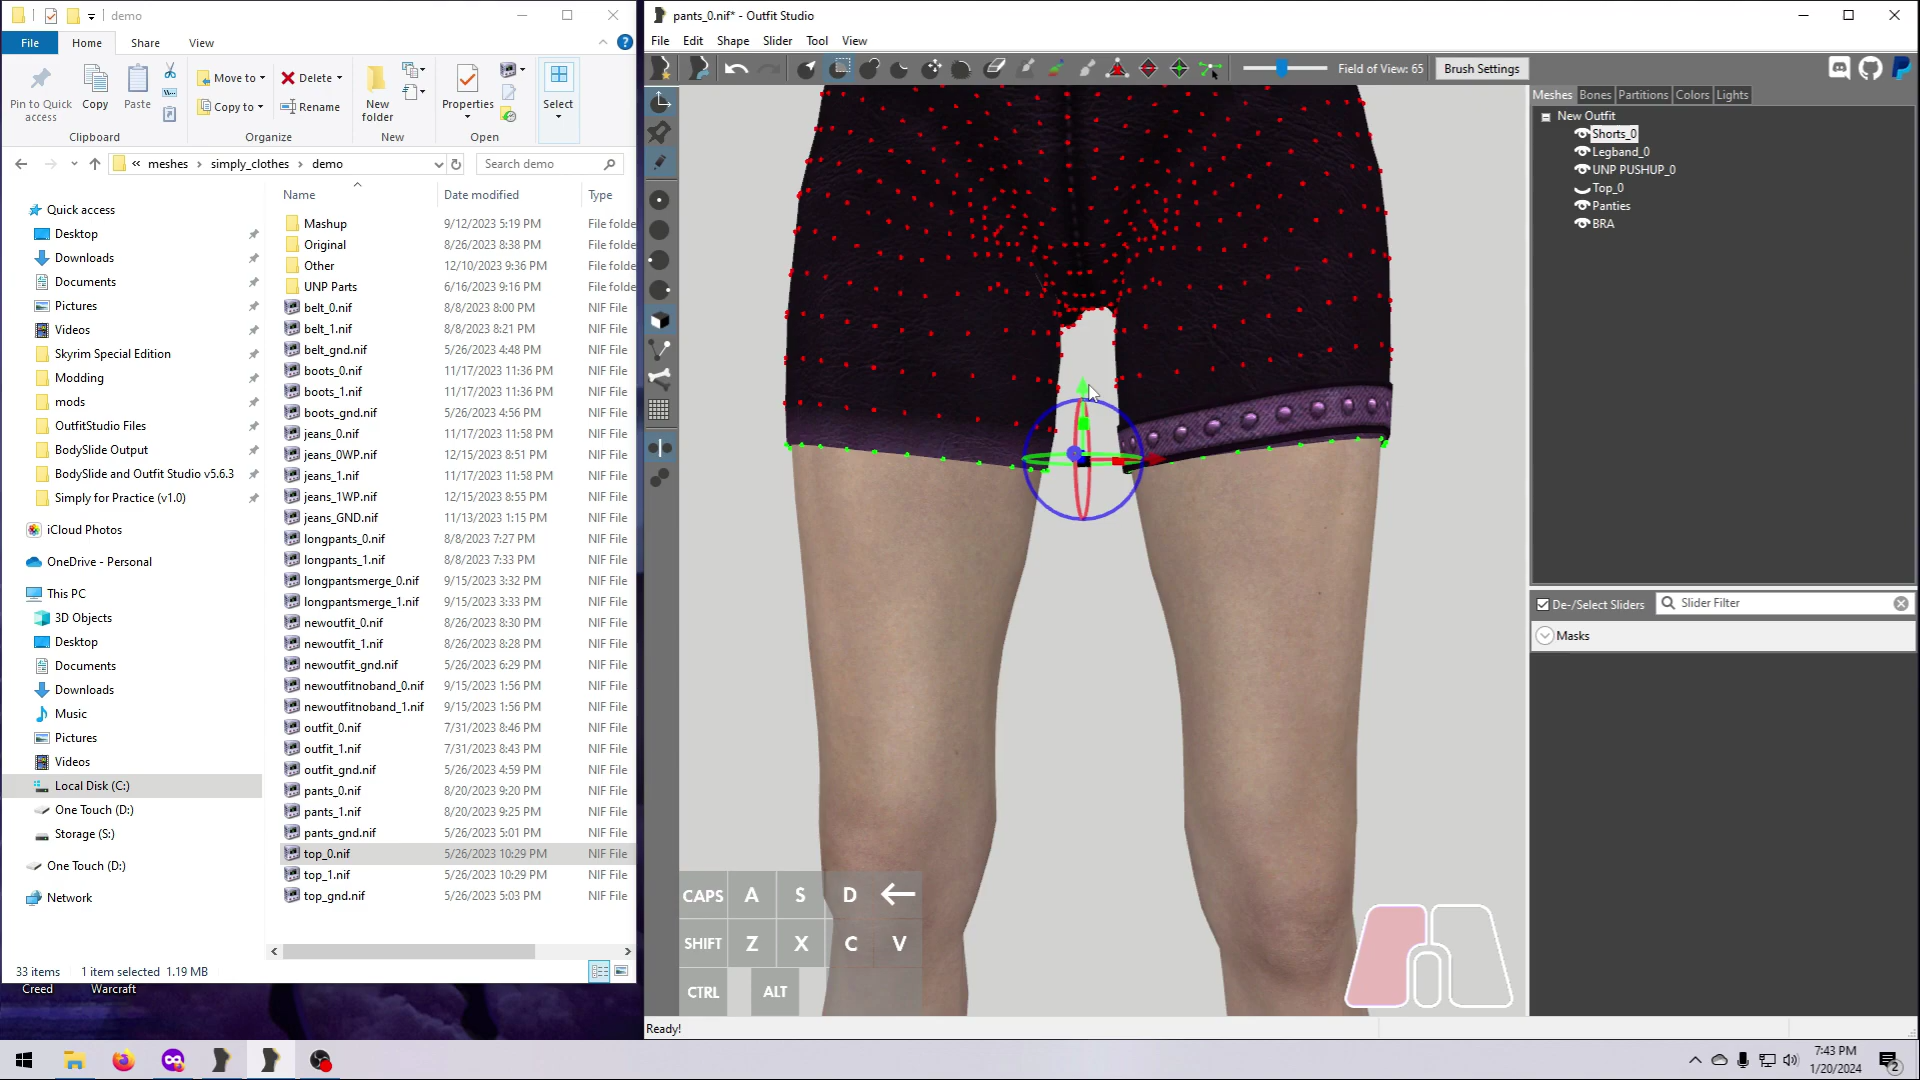 demo
File Home Share View
Pin to Quick access
Copy
Paste
Clipboard
Move to
Copy to
Delete
Rename
Organize
New folder
New
Properties
Open
Select
« meshes › simply_clothes › demo
Search demo
Name Date modified Type
Quick access
Desktop
Downloads
Documents
Pictures
Videos
Skyrim Special Edition
Modding
mods
OutfitStudio Files
BodySlide Output
BodySlide and Outfit Studio v5.6.3
Simply for Practice (v1.0)
iCloud Photos
OneDrive - Personal
This PC
3D Objects
Desktop
Documents
Downloads
Music
Pictures
Videos
Local Disk (C:)
One Touch (D:)
Storage (S:)
One Touch (D:)
Network
Mashup 9/12/2023 5:19 PM File folde
Original 8/26/2023 8:38 PM File folde
Other 12/10/2023 9:36 PM File folde
UNP Parts 6/16/2023 9:16 PM File folde
belt_0.nif 8/8/2023 8:00 PM NIF File
belt_1.nif 8/8/2023 8:21 PM NIF File
belt_gnd.nif 5/26/2023 4:48 PM NIF File
boots_0.nif 11/17/2023 11:36 PM NIF File
boots_1.nif 11/17/2023 11:36 PM NIF File
boots_gnd.nif 5/26/2023 4:56 PM NIF File
jeans_0.nif 11/17/2023 11:58 PM NIF File
jeans_0WP.nif 12/15/2023 8:51 PM NIF File
jeans_1.nif 11/17/2023 11:58 PM NIF File
jeans_1WP.nif 12/15/2023 8:55 PM NIF File
jeans_GND.nif 11/13/2023 1:15 PM NIF File
longpants_0.nif 8/8/2023 7:27 PM NIF File
longpants_1.nif 8/8/2023 7:33 PM NIF File
longpantsmerge_0.nif 9/15/2023 3:32 PM NIF File
longpantsmerge_1.nif 9/15/2023 3:33 PM NIF File
newoutfit_0.nif 8/26/2023 8:30 PM NIF File
newoutfit_1.nif 8/26/2023 8:28 PM NIF File
newoutfit_gnd.nif 5/26/2023 6:29 PM NIF File
newoutfitnoband_0.nif 9/15/2023 1:56 PM NIF File
newoutfitnoband_1.nif 9/15/2023 1:56 PM NIF File
outfit_0.nif 7/31/2023 8:46 PM NIF File
outfit_1.nif 7/31/2023 8:43 PM NIF File
outfit_gnd.nif 5/26/2023 4:59 PM NIF File
pants_0.nif 8/20/2023 9:20 PM NIF File
pants_1.nif 8/20/2023 9:25 PM NIF File
pants_gnd.nif 5/26/2023 5:01 PM NIF File
top_0.nif 5/26/2023 10:29 PM NIF File
top_1.nif 5/26/2023 10:29 PM NIF File
top_gnd.nif 5/26/2023 5:03 PM NIF File
33 items 1 item selected 1.19 MB
Creed Warcraft
pants_0.nif* - Outfit Studio
File Edit Shape Slider Tool View
Field of View: 65 Brush Settings
Meshes Bones Partitions Colors Lights
New Outfit
Shorts_0
Legband_0
UNP PUSHUP_0
Top_0
Panties
BRA
De-/Select Sliders Slider Filter
Masks
CAPS A S D ←
SHIFT Z X C V
CTRL ALT
Ready!
7:43 PM
1/20/2024
2